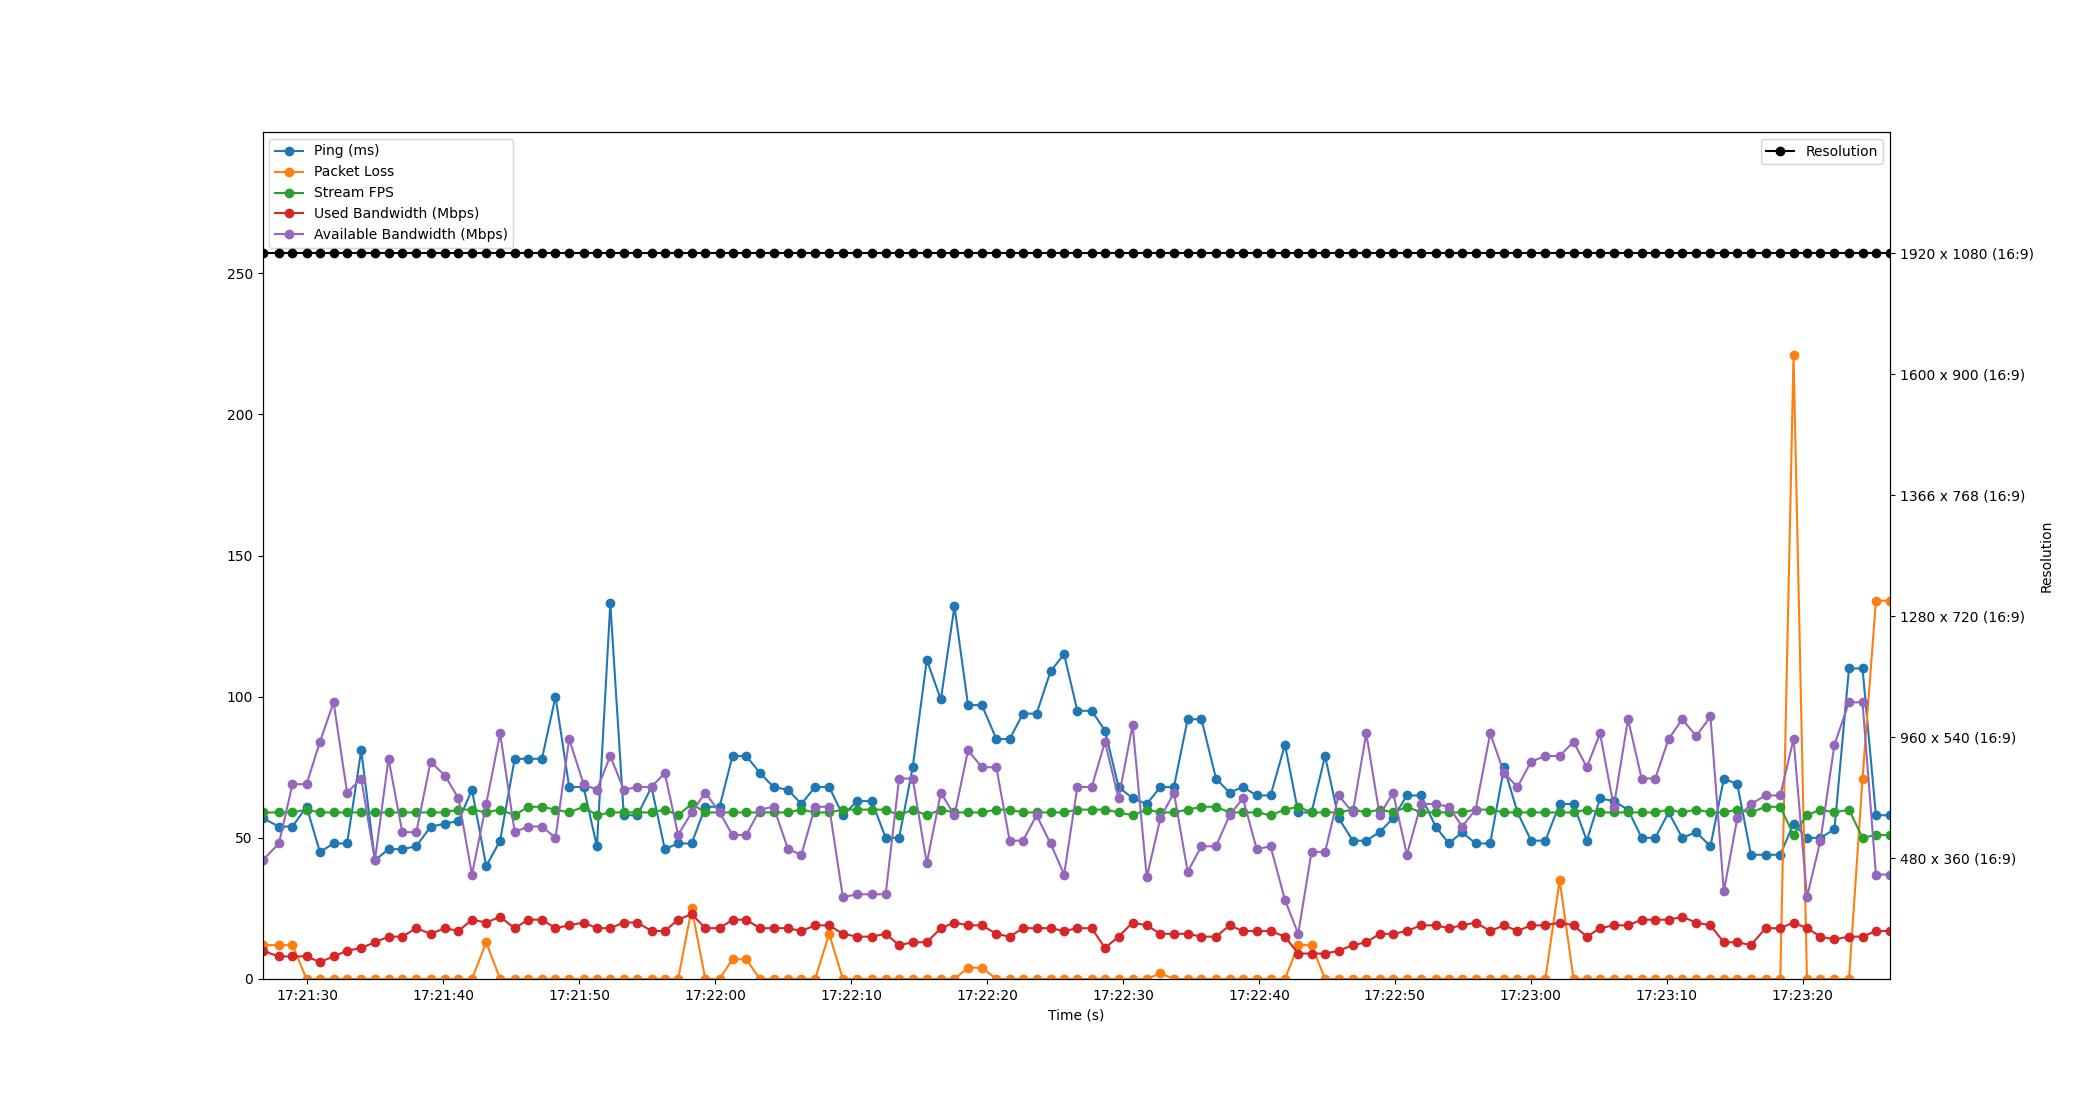 Ping (ms)
Packet Loss
Stream FPS
Used Bandwidth (Mbps)
Available Bandwidth (Mbps)
Resolution
250
200
150
100
50
0
1920 x 1080 (16:9)
1600 x 900 (16:9)
1366 x 768 (16:9)
1280 x 720 (16:9)
960 x 540 (16:9)
480 x 360 (16:9)
Resolution
17:21:30 17:21:40 17:21:50 17:22:00 17:22:10 17:22:20 17:22:30 17:22:40 17:22:50 17:23:00 17:23:10 17:23:20
Time (s)